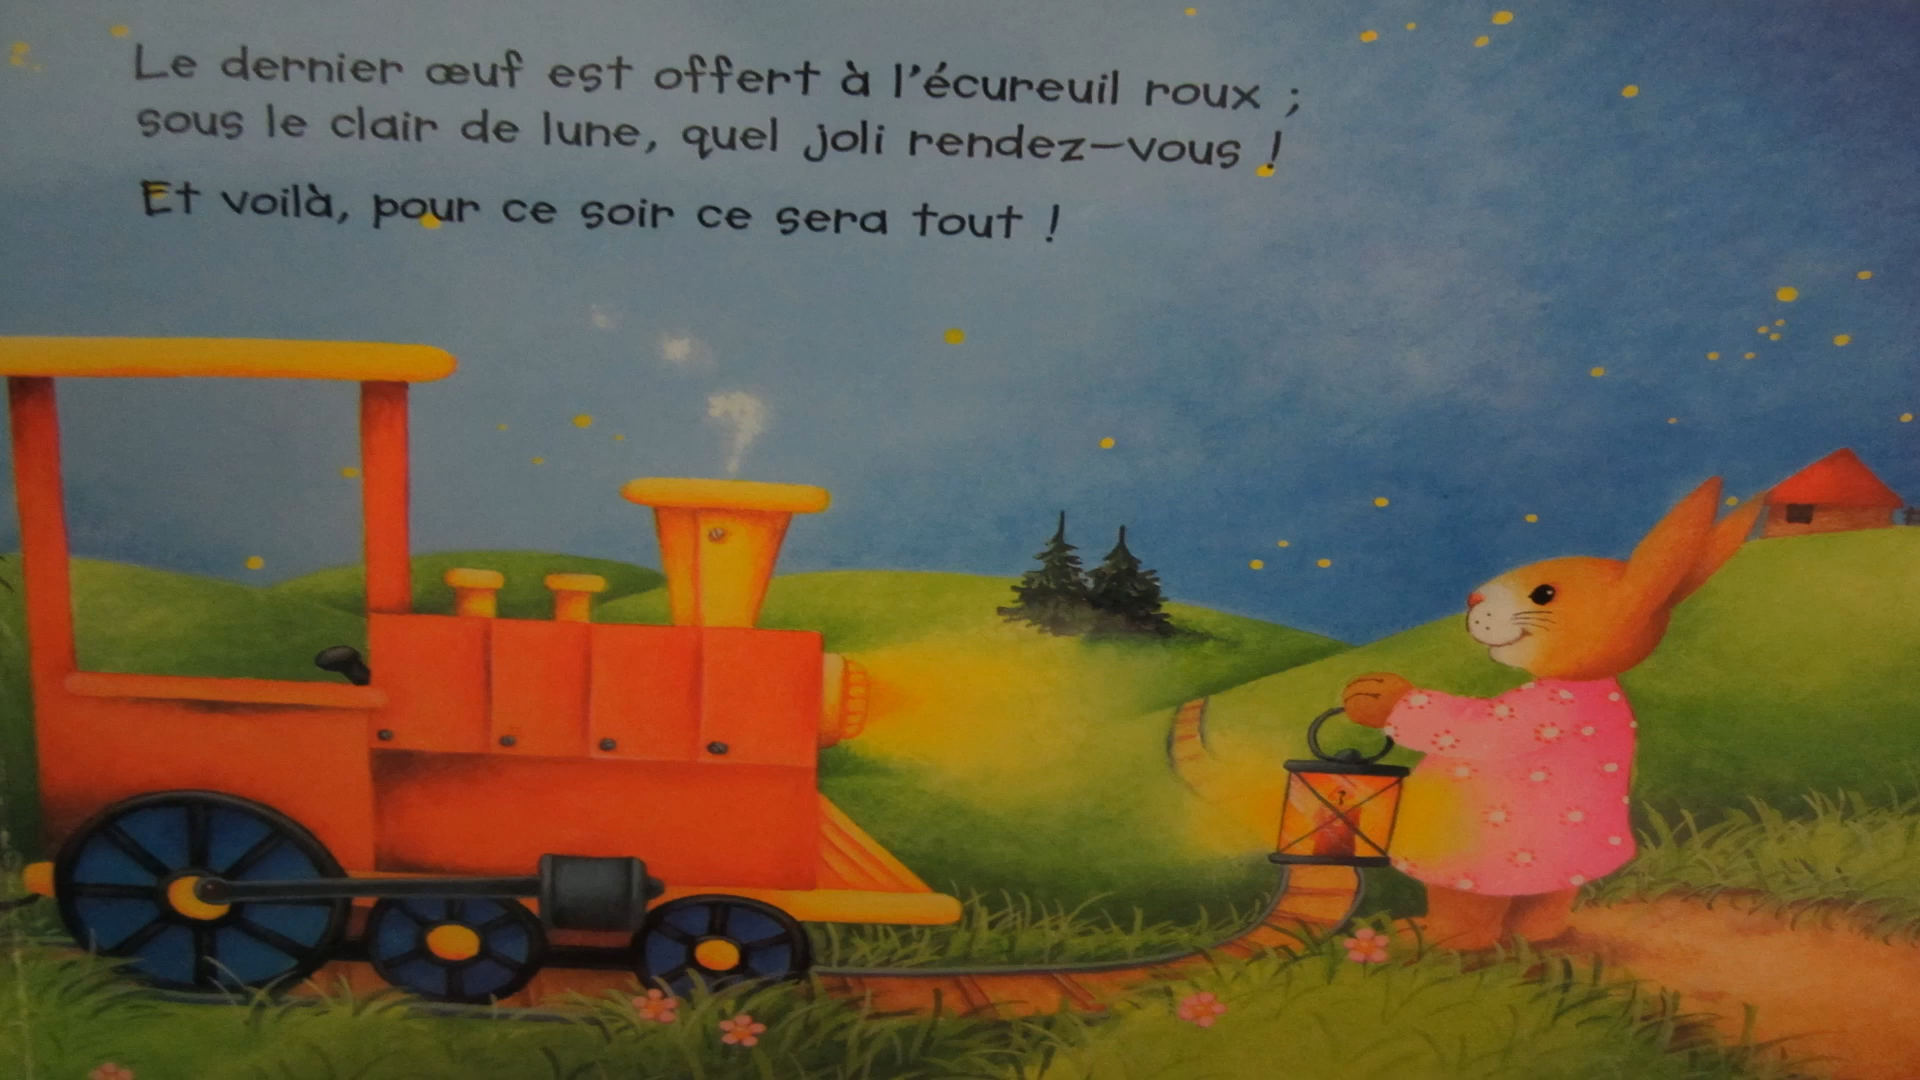 Le dernier œuf est offert à l'écureuil roux ;
sous le clair de lune, quel joli rendez-vous !
Et voilà, pour ce soir ce sera tout !